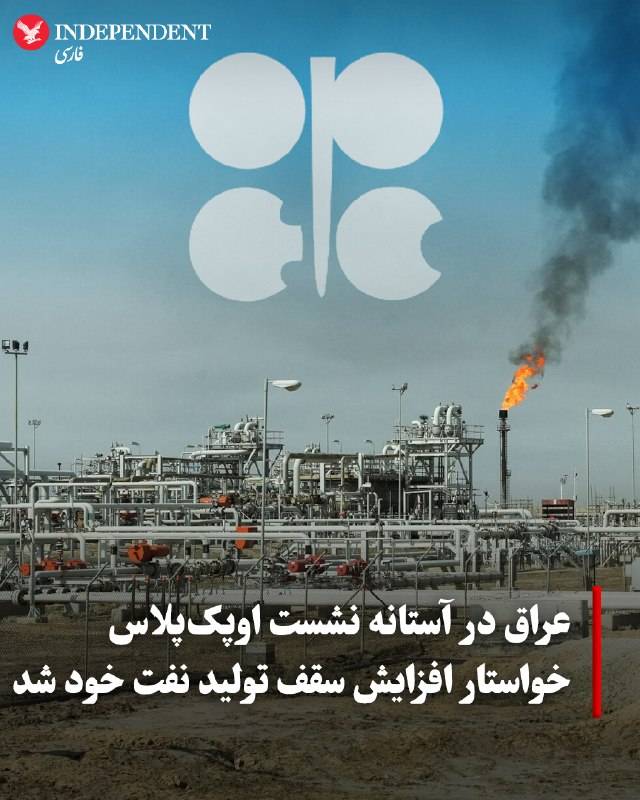 INDEPENDENT
فارسی
عراق در آستانه نشست اوپک‌پلاس
خواستار افزایش سقف تولید نفت خود شد